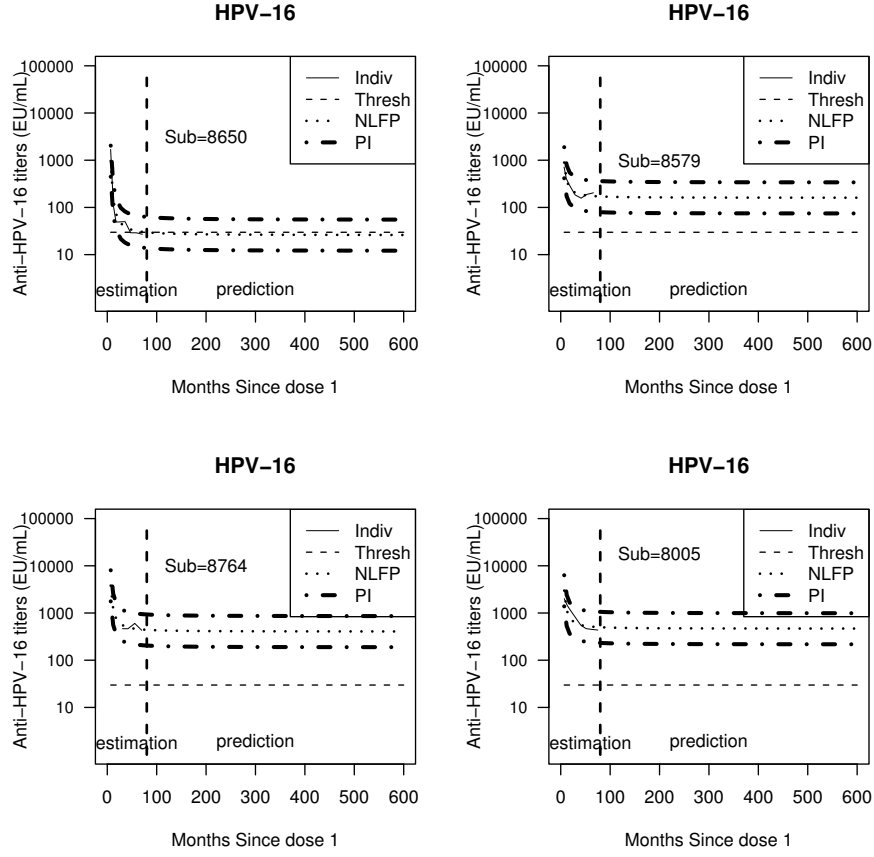 HPV−16
Anti−HPV−16 titers (EU/mL)
100000
10000
1000
100
10
Indiv
Thresh
NLFP
PI
Sub=8650
estimation
prediction
0 100 200 300 400 500 600
Months Since dose 1
HPV−16
Anti−HPV−16 titers (EU/mL)
100000
10000
1000
100
10
Indiv
Thresh
NLFP
PI
Sub=8579
estimation
prediction
0 100 200 300 400 500 600
Months Since dose 1
HPV−16
Anti−HPV−16 titers (EU/mL)
100000
10000
1000
100
10
Indiv
Thresh
NLFP
PI
Sub=8764
estimation
prediction
0 100 200 300 400 500 600
Months Since dose 1
HPV−16
Anti−HPV−16 titers (EU/mL)
100000
10000
1000
100
10
Indiv
Thresh
NLFP
PI
Sub=8005
estimation
prediction
0 100 200 300 400 500 600
Months Since dose 1